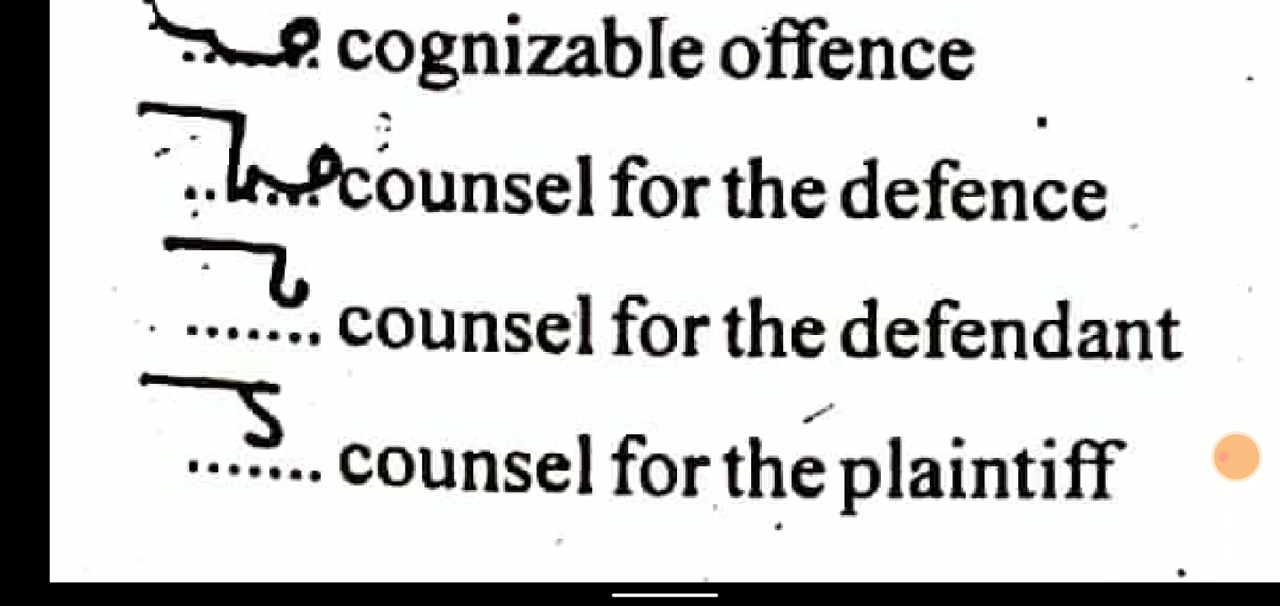 ....... cognizable offence
....... counsel for the defence
....... counsel for the defendant
....... counsel for the plaintiff